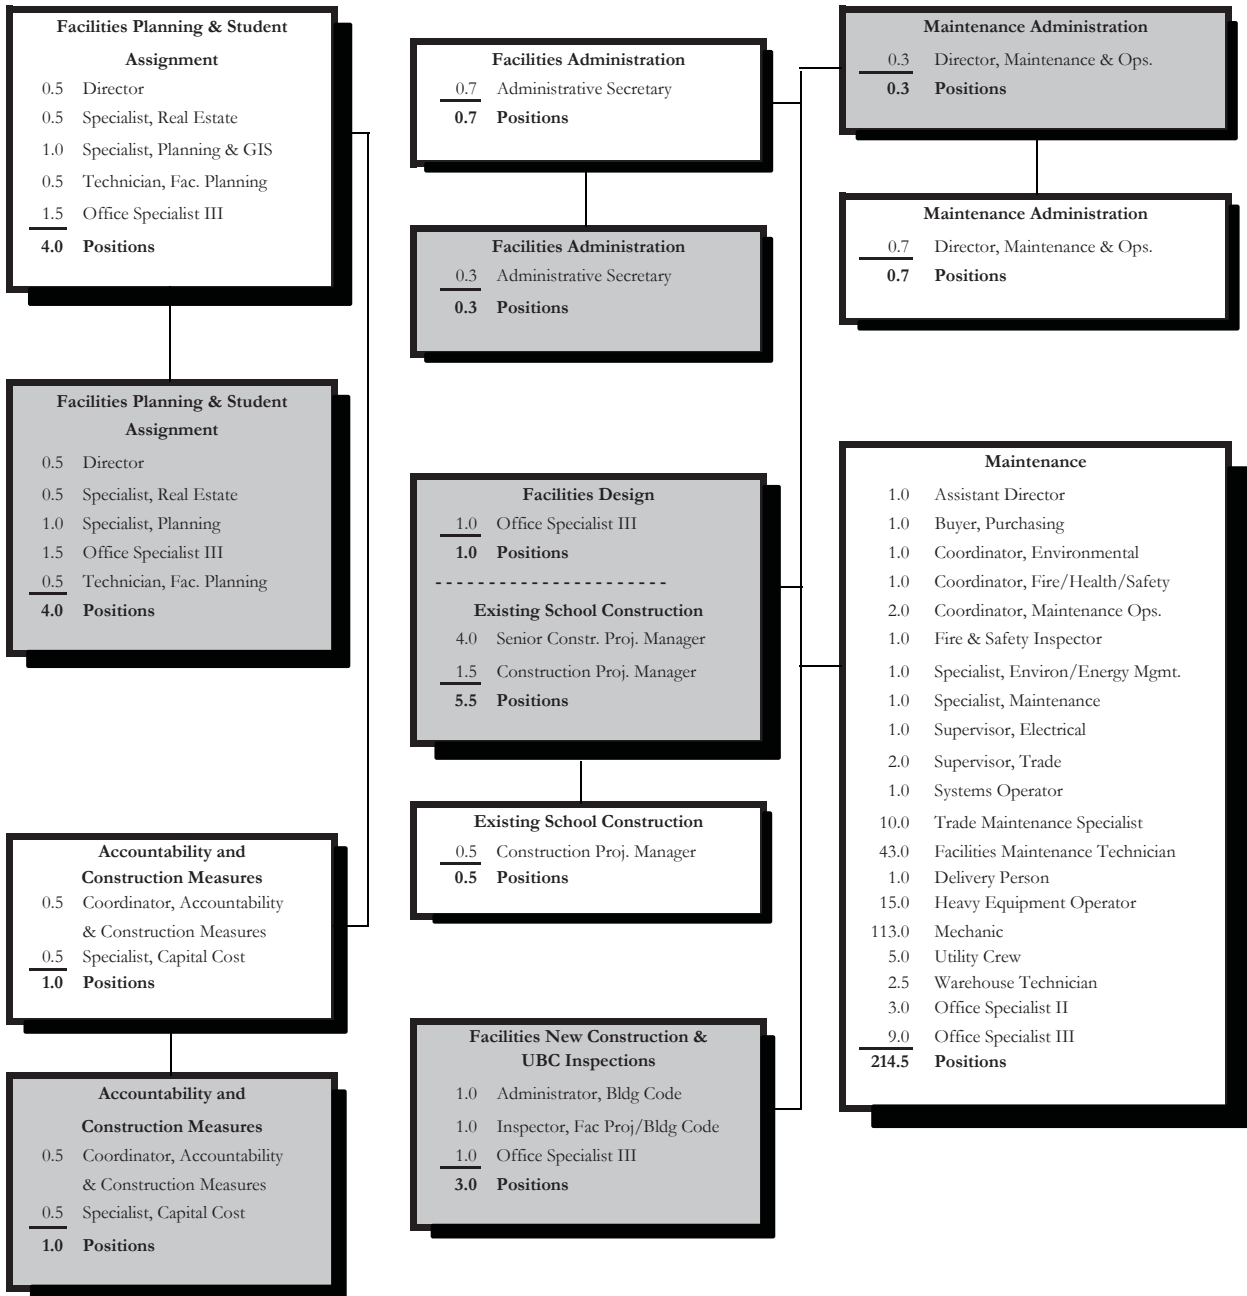 Facilities Planning & Student
Assignment
0.5 Director
0.5 Specialist, Real Estate
1.0 Specialist, Planning & GIS
0.5 Technician, Fac. Planning
1.5 Office Specialist III
4.0 Positions
Facilities Planning & Student
Assignment
0.5 Director
0.5 Specialist, Real Estate
1.0 Specialist, Planning
1.5 Office Specialist III
0.5 Technician, Fac. Planning
4.0 Positions
Accountability and
Construction Measures
0.5 Coordinator, Accountability
& Construction Measures
0.5 Specialist, Capital Cost
1.0 Positions
Accountability and
Construction Measures
0.5 Coordinator, Accountability
& Construction Measures
0.5 Specialist, Capital Cost
1.0 Positions
Facilities Administration
0.7 Administrative Secretary
0.7 Positions
Facilities Administration
0.3 Administrative Secretary
0.3 Positions
Facilities Design
1.0 Office Specialist III
1.0 Positions
- - - - - - - - - - - - - - - - - - - - - -
Existing School Construction
4.0 Senior Constr. Proj. Manager
1.5 Construction Proj. Manager
5.5 Positions
Existing School Construction
0.5 Construction Proj. Manager
0.5 Positions
Facilities New Construction &
UBC Inspections
1.0 Administrator, Bldg Code
1.0 Inspector, Fac Proj/Bldg Code
1.0 Office Specialist III
3.0 Positions
Maintenance Administration
0.3 Director, Maintenance & Ops.
0.3 Positions
Maintenance Administration
0.7 Director, Maintenance & Ops.
0.7 Positions
Maintenance
1.0 Assistant Director
1.0 Buyer, Purchasing
1.0 Coordinator, Environmental
1.0 Coordinator, Fire/Health/Safety
2.0 Coordinator, Maintenance Ops.
1.0 Fire & Safety Inspector
1.0 Specialist, Environ/Energy Mgmt.
1.0 Specialist, Maintenance
1.0 Supervisor, Electrical
2.0 Supervisor, Trade
1.0 Systems Operator
10.0 Trade Maintenance Specialist
43.0 Facilities Maintenance Technician
1.0 Delivery Person
15.0 Heavy Equipment Operator
113.0 Mechanic
5.0 Utility Crew
2.5 Warehouse Technician
3.0 Office Specialist II
9.0 Office Specialist III
214.5 Positions